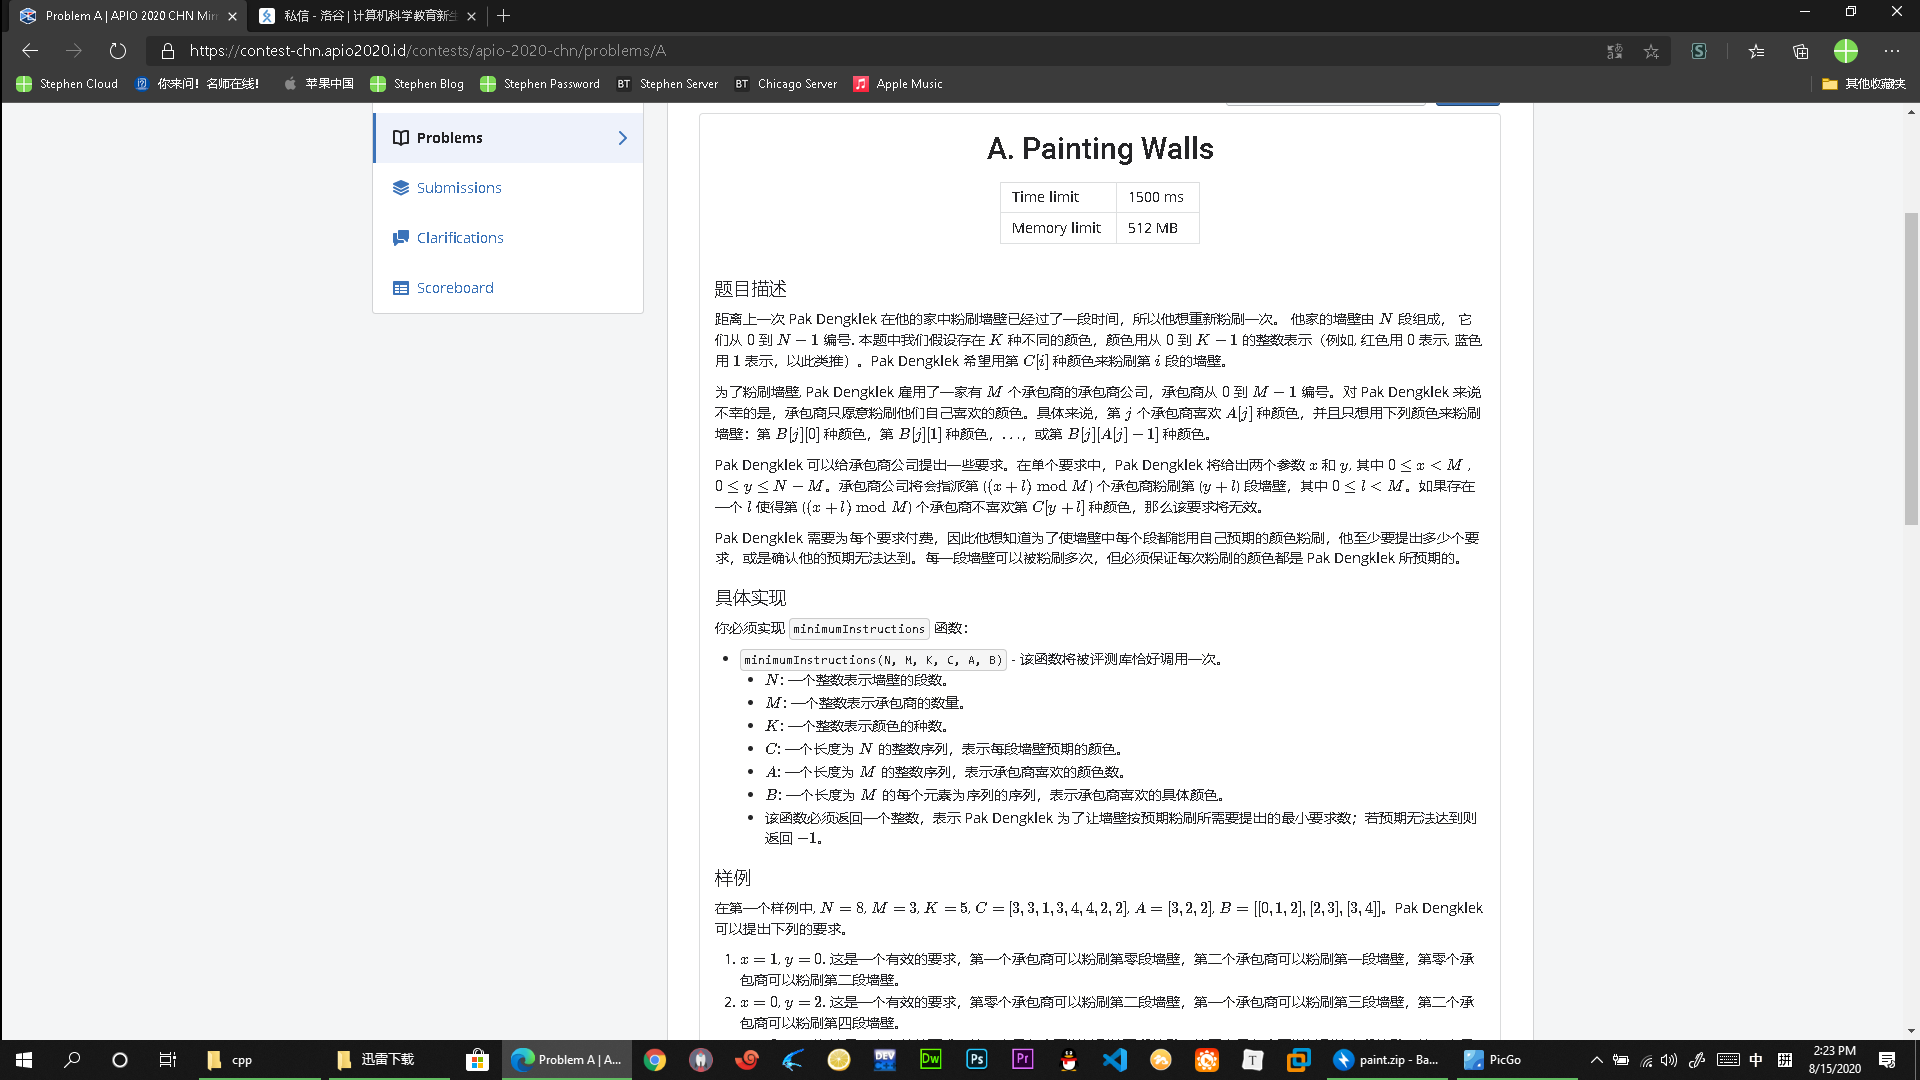 Problem A | APIO 2020 CHN Mirr
私信 - 洛谷 | 计算机科学教育新生
https://contest-chn.apio2020.id/contests/apio-2020-chn/problems/A
Stephen Cloud
你来问！名师在线！
苹果中国
Stephen Blog
Stephen Password
BT Stephen Server
BT Chicago Server
Apple Music
其他收藏夹
Problems
Submissions
Clarifications
Scoreboard
A. Painting Walls
Time limit 1500 ms
Memory limit 512 MB
题目描述
距离上一次 Pak Dengklek 在他的家中粉刷墙壁已经过了一段时间，所以他想重新粉刷一次。 他家的墙壁由 N 段组成， 它
们从 0 到 N − 1 编号. 本题中我们假设存在 K 种不同的颜色，颜色用从 0 到 K − 1 的整数表示（例如, 红色用 0 表示, 蓝色
用 1 表示，以此类推）。Pak Dengklek 希望用第 C[i] 种颜色来粉刷第 i 段的墙壁。
为了粉刷墙壁, Pak Dengklek 雇用了一家有 M 个承包商的承包商公司，承包商从 0 到 M − 1 编号。对 Pak Dengklek 来说
不幸的是，承包商只愿意粉刷他们自己喜欢的颜色。具体来说，第 j 个承包商喜欢 A[j] 种颜色，并且只想用下列颜色来粉刷
墙壁：第 B[j][0] 种颜色，第 B[j][1] 种颜色，…，或第 B[j][A[j] − 1] 种颜色。
Pak Dengklek 可以给承包商公司提出一些要求。在单个要求中，Pak Dengklek 将给出两个参数 x 和 y, 其中 0 ≤ x < M ,
0 ≤ y ≤ N − M。承包商公司将会指派第 ((x + l) mod M) 个承包商粉刷第 (y + l) 段墙壁，其中 0 ≤ l < M。如果存在
一个 l 使得第 ((x + l) mod M) 个承包商不喜欢第 C[y + l] 种颜色，那么该要求将无效。
Pak Dengklek 需要为每个要求付费，因此他想知道为了使墙壁中每个段都能用自己预期的颜色粉刷，他至少要提出多少个要
求，或是确认他的预期无法达到。每一段墙壁可以被粉刷多次，但必须保证每次粉刷的颜色都是 Pak Dengklek 所预期的。
具体实现
你必须实现 minimumInstructions 函数：
minimumInstructions(N, M, K, C, A, B) - 该函数将被评测库恰好调用一次。
N: 一个整数表示墙壁的段数。
M: 一个整数表示承包商的数量。
K: 一个整数表示颜色的种数。
C: 一个长度为 N 的整数序列，表示每段墙壁预期的颜色。
A: 一个长度为 M 的整数序列，表示承包商喜欢的颜色数。
B: 一个长度为 M 的每个元素为序列的序列，表示承包商喜欢的具体颜色。
该函数必须返回一个整数，表示 Pak Dengklek 为了让墙壁按预期粉刷所需要提出的最小要求数；若预期无法达到则
返回 −1。
样例
在第一个样例中, N = 8, M = 3, K = 5, C = [3, 3, 1, 3, 4, 4, 2, 2], A = [3, 2, 2], B = [[0, 1, 2], [2, 3], [3, 4]]。Pak Dengklek
可以提出下列的要求。
1. x = 1, y = 0. 这是一个有效的要求，第一个承包商可以粉刷第零段墙壁，第二个承包商可以粉刷第一段墙壁，第零个承
包商可以粉刷第二段墙壁。
2. x = 0, y = 2. 这是一个有效的要求，第零个承包商可以粉刷第二段墙壁，第一个承包商可以粉刷第三段墙壁，第二个承
包商可以粉刷第四段墙壁。
cpp
迅雷下载
Problem A | A...
DEV
Dw
Ps
Pr
T
paint.zip - Ba...
PicGo
中
拼
2:23 PM
8/15/2020